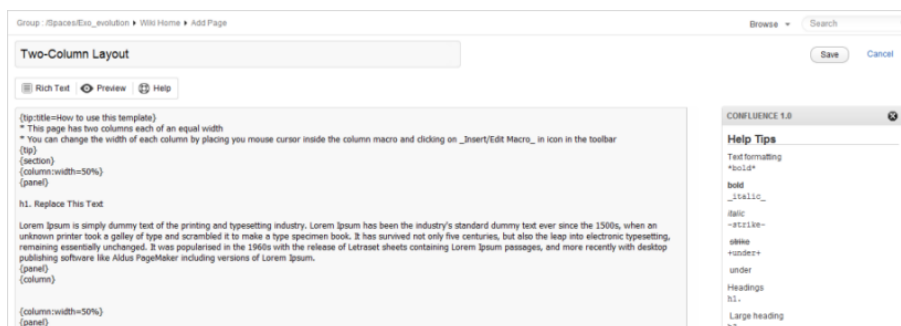 Group : /Spaces/Exo_evolution ▸ Wiki Home ▸ Add Page
Browse
Search
Two-Column Layout
Save
Cancel
Rich Text
Preview
Help
{tip:title=How to use this template}
* This page has two columns each of an equal width
* You can change the width of each column by placing you mouse cursor inside the column macro and clicking on _Insert/Edit Macro_ in icon in the toolbar
{tip}
{section}
{column:width=50%}
{panel}
h1. Replace This Text
Lorem Ipsum is simply dummy text of the printing and typesetting industry. Lorem Ipsum has been the industry's standard dummy text ever since the 1500s, when an
unknown printer took a galley of type and scrambled it to make a type specimen book. It has survived not only five centuries, but also the leap into electronic typesetting,
remaining essentially unchanged. It was popularised in the 1960s with the release of Letraset sheets containing Lorem Ipsum passages, and more recently with desktop
publishing software like Aldus PageMaker including versions of Lorem Ipsum.
{panel}
{column}
{column:width=50%}
{panel}
CONFLUENCE 1.0
Help Tips
Text formatting
*bold*
bold
_italic_
italic
-strike-
strike
+under+
under
Headings
h1.
Large heading